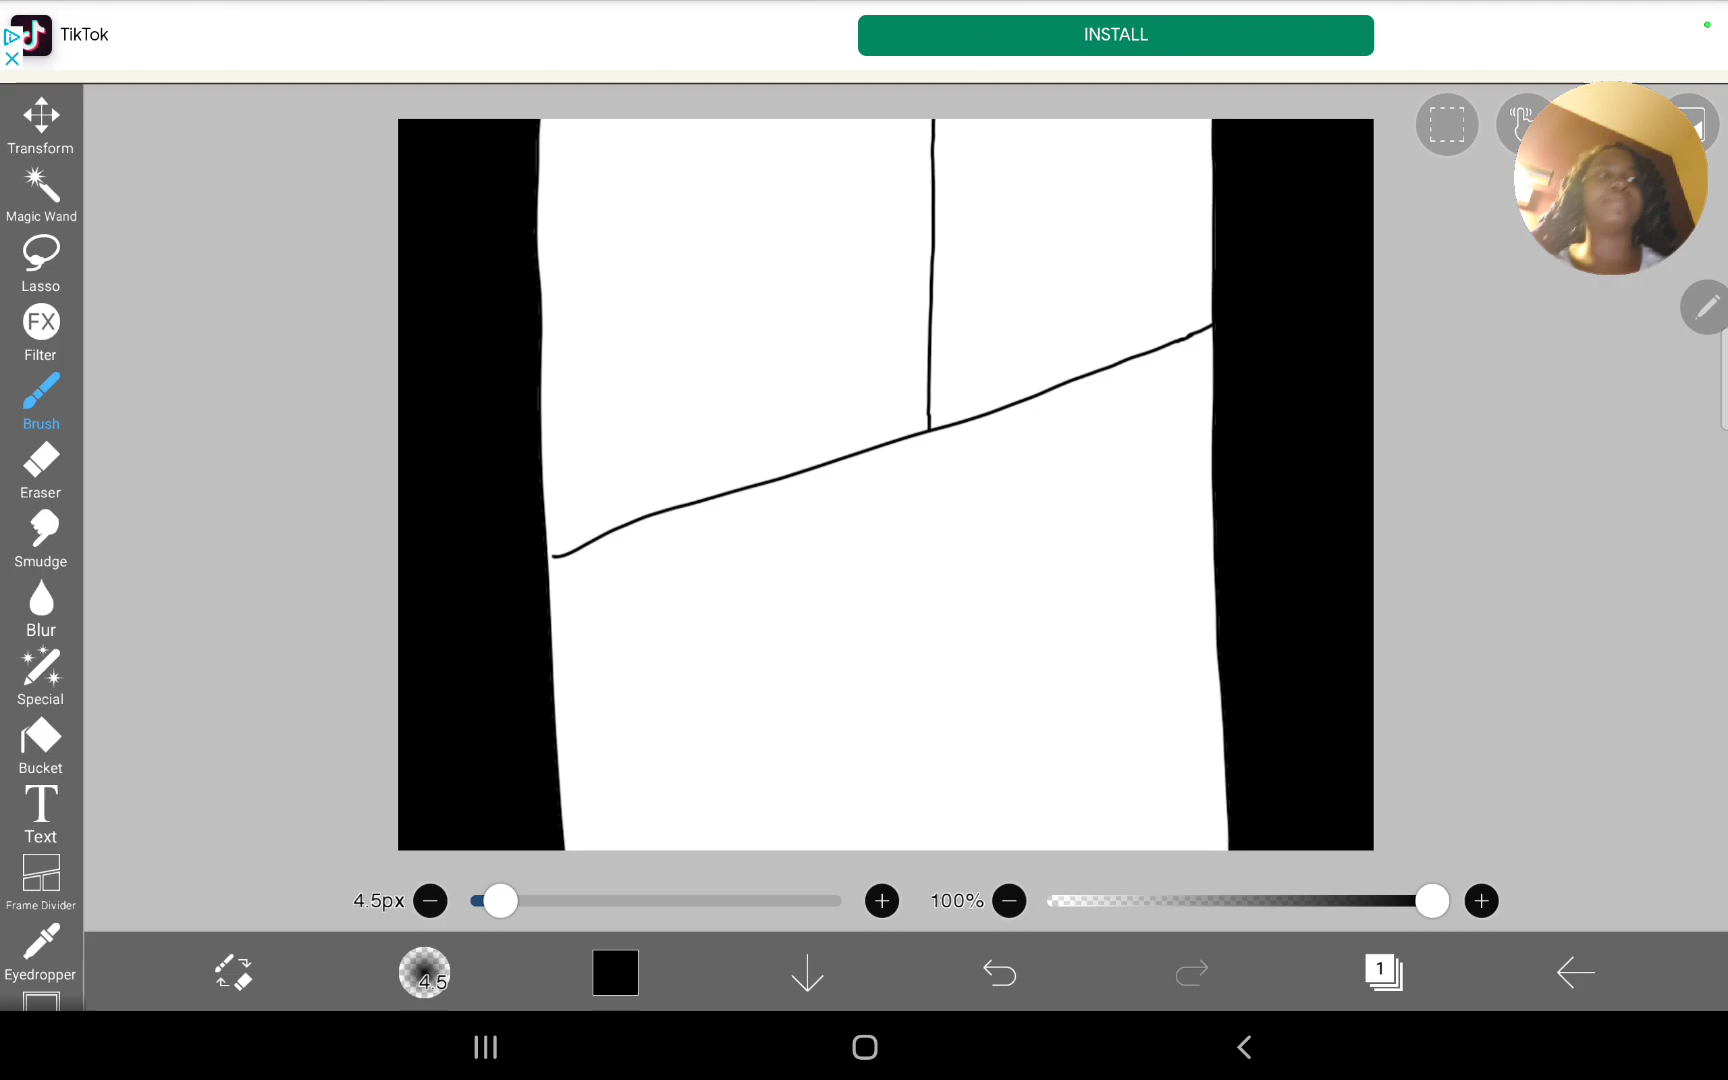 TikTok
INSTALL
Transform
Magic Wand
Lasso
FX
Filter
Brush
Eraser
Smudge
Blur
Special
Bucket
T
Text
Frame Divider
Eyedropper
4.5px
100%
4.5
1